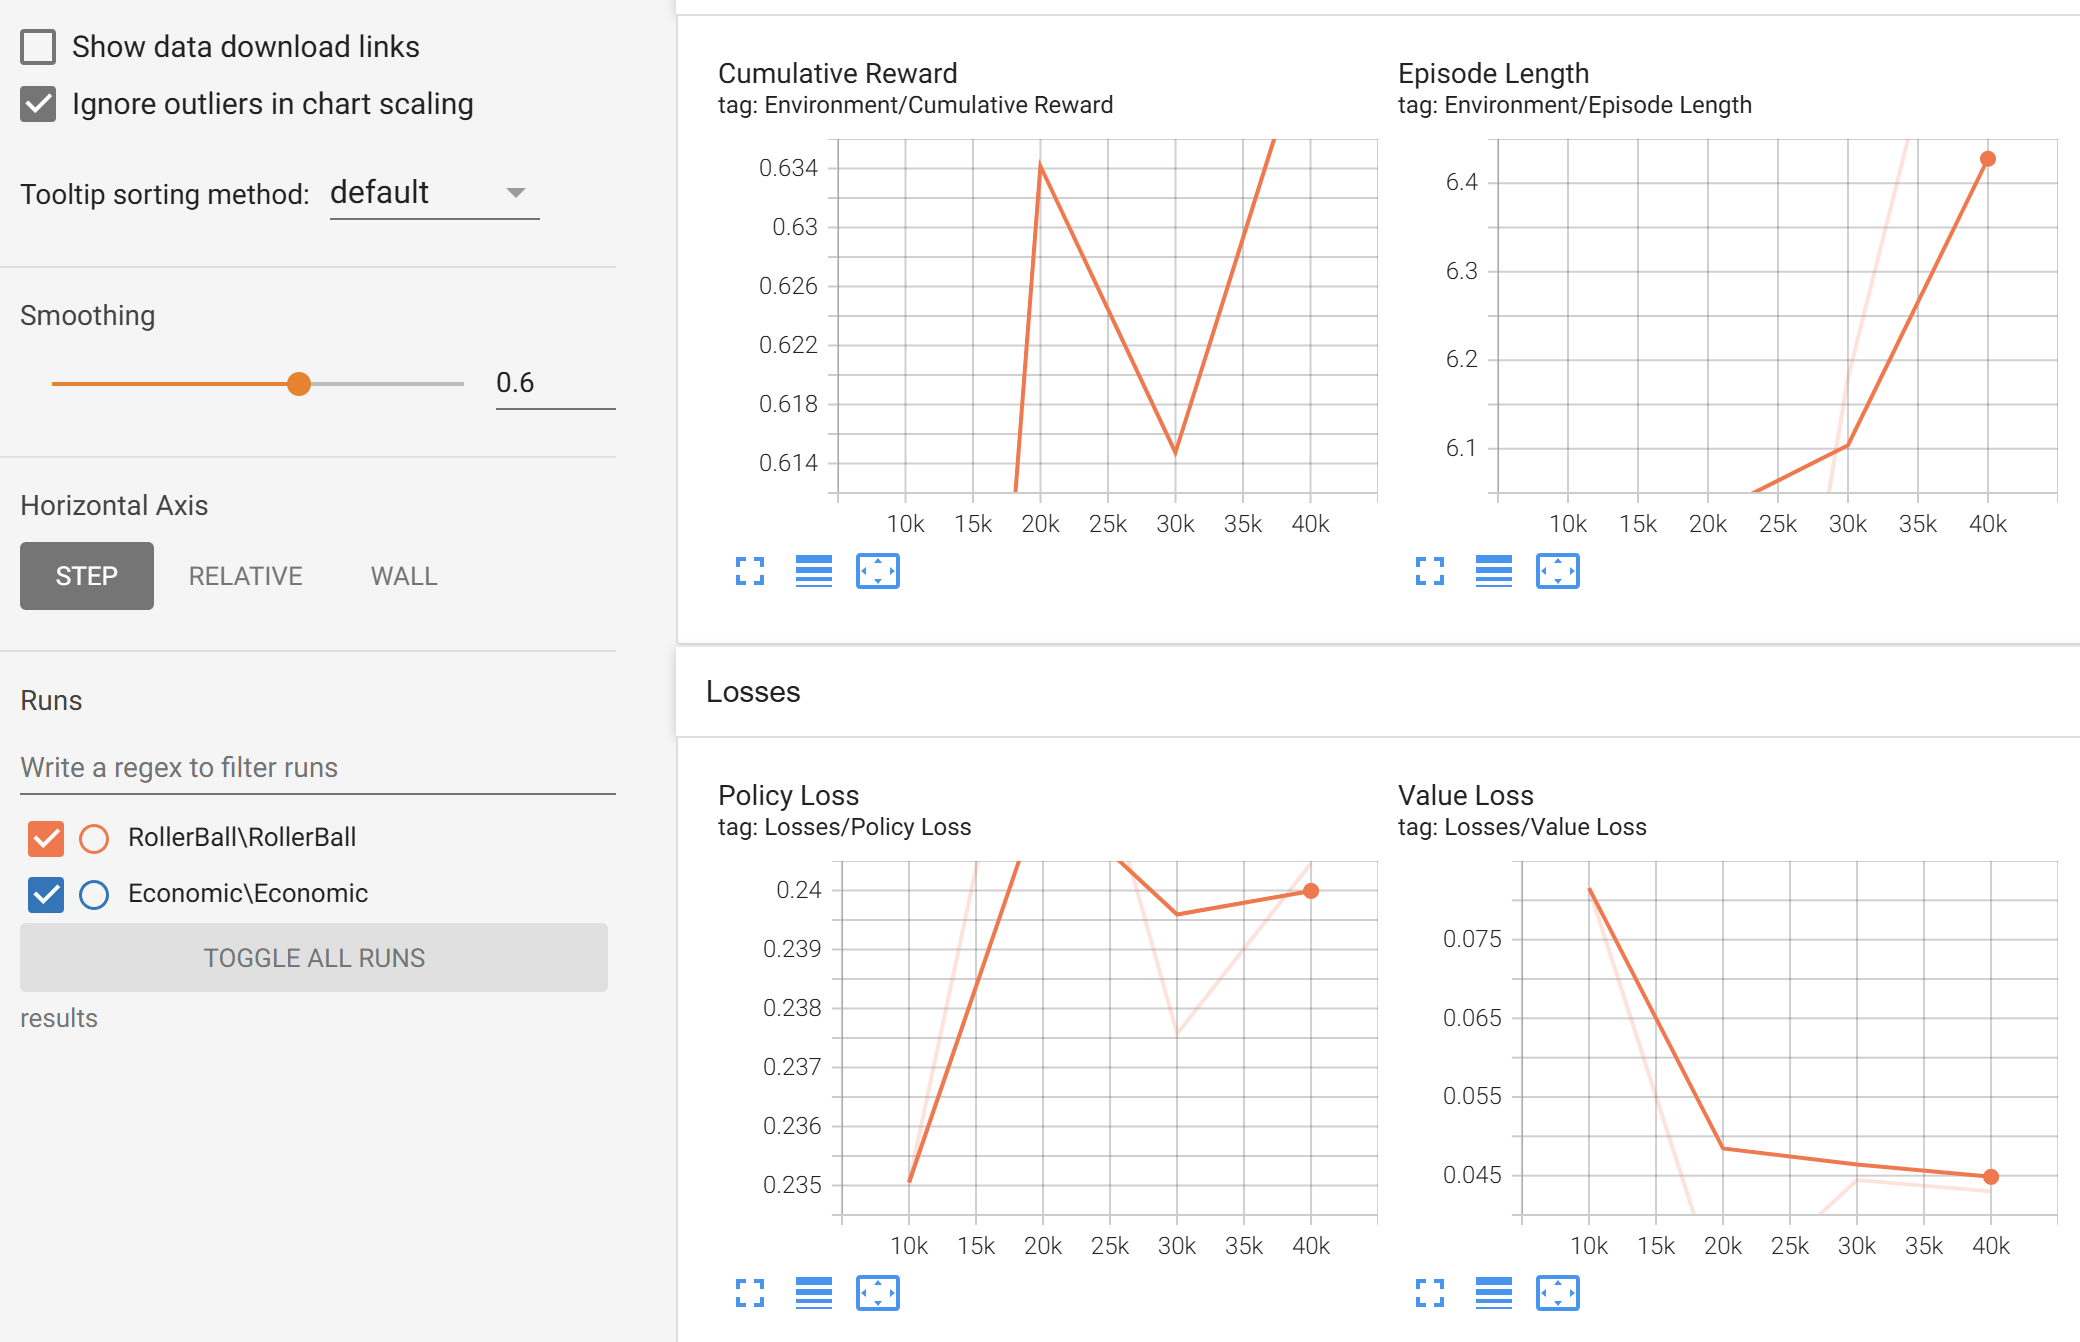 Show data download links
Ignore outliers in chart scaling
Tooltip sorting method: default
Smoothing
0.6
Horizontal Axis
STEP RELATIVE WALL
Runs
Write a regex to filter runs
RollerBall\RollerBall
Economic\Economic
TOGGLE ALL RUNS
results
Cumulative Reward
tag: Environment/Cumulative Reward
0.634
0.63
0.626
0.622
0.618
0.614
10k 15k 20k 25k 30k 35k 40k
Episode Length
tag: Environment/Episode Length
6.4
6.3
6.2
6.1
10k 15k 20k 25k 30k 35k 40k
Losses
Policy Loss
tag: Losses/Policy Loss
0.24
0.239
0.238
0.237
0.236
0.235
10k 15k 20k 25k 30k 35k 40k
Value Loss
tag: Losses/Value Loss
0.075
0.065
0.055
0.045
10k 15k 20k 25k 30k 35k 40k